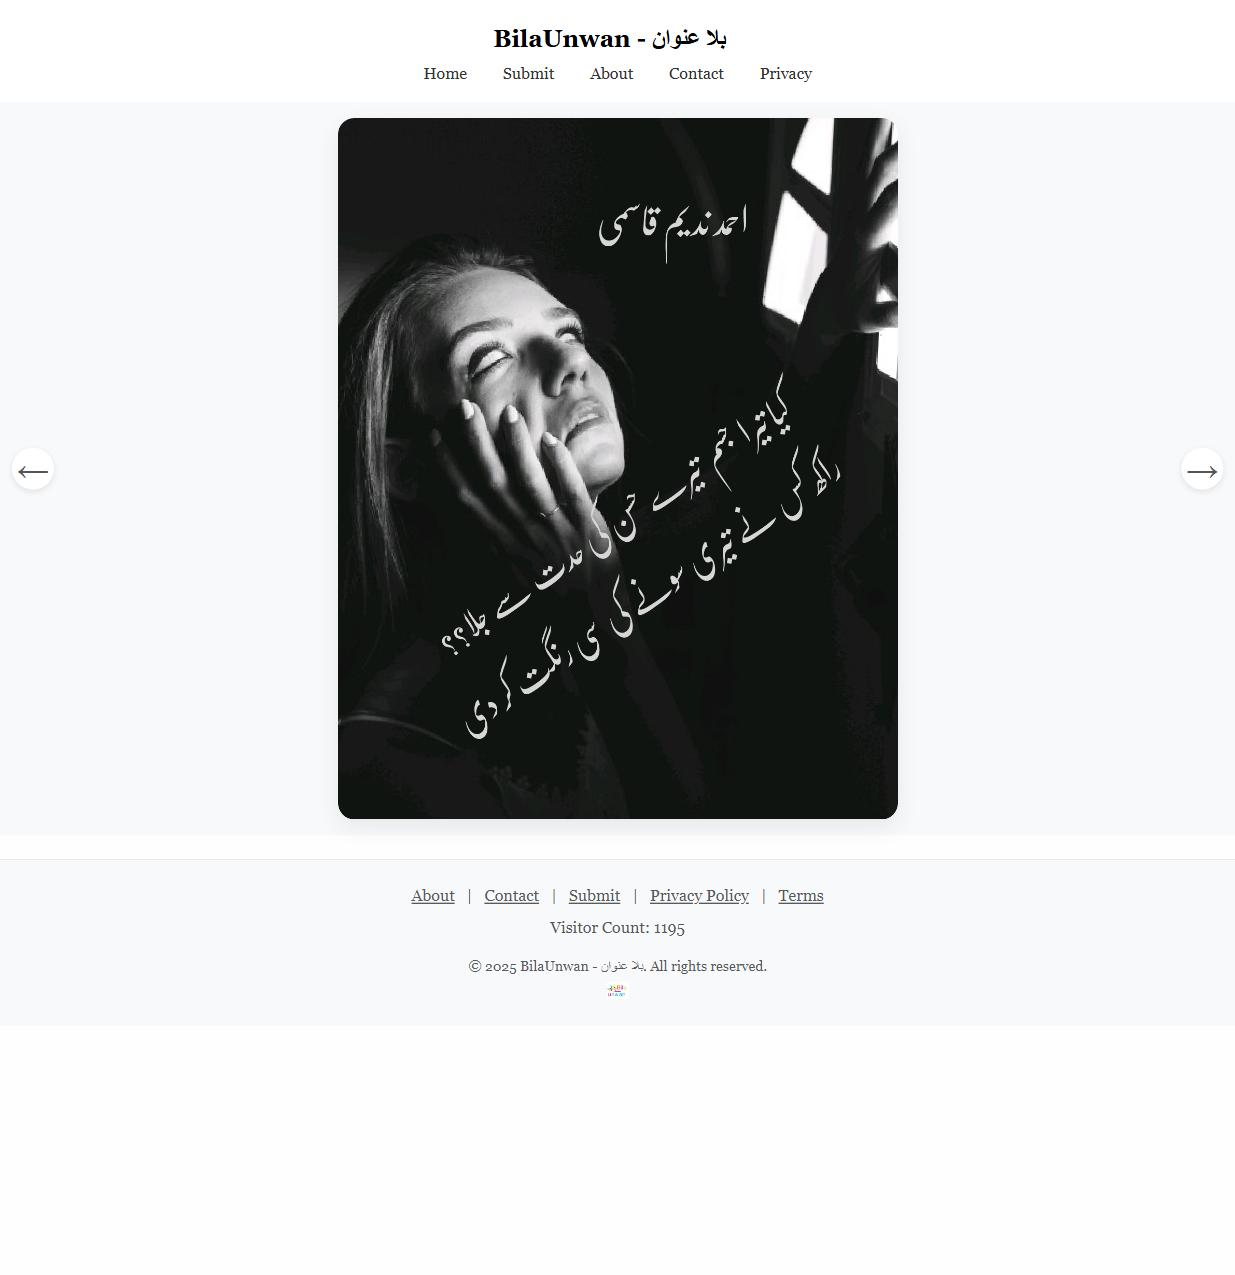 BilaUnwan - بلا عنوان
Home Submit About Contact Privacy
احمد ندیم قاسمی
کیا تیرا جسم تیرے حسن کی حدت سے جلا؟؟
راکھ کس نے تیری سونے کی سی رنگت کر دی
← →
About | Contact | Submit | Privacy Policy | Terms
Visitor Count: 1195
© 2025 BilaUnwan - بلا عنوان. All rights reserved.